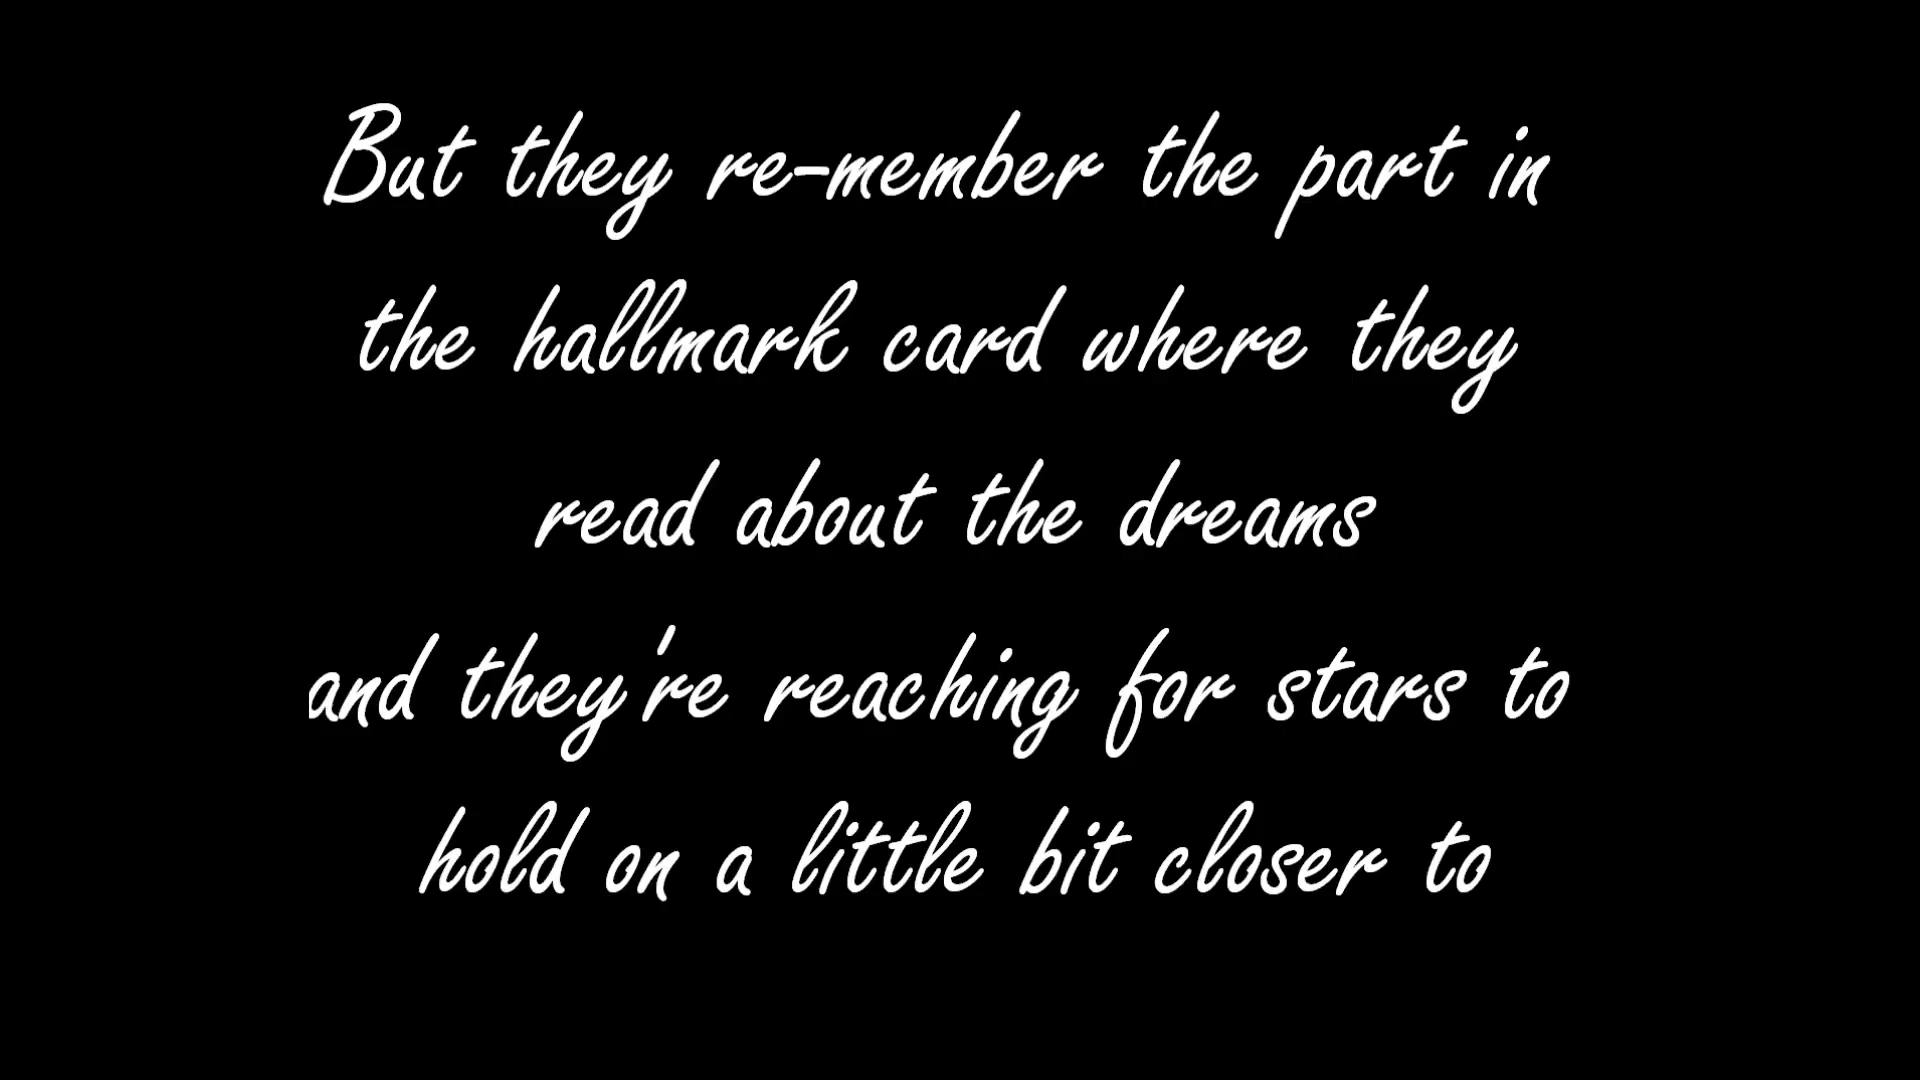 But they re-member the part in
the hallmark card where they
read about the dreams
and they're reaching for stars to
hold on a little bit closer to